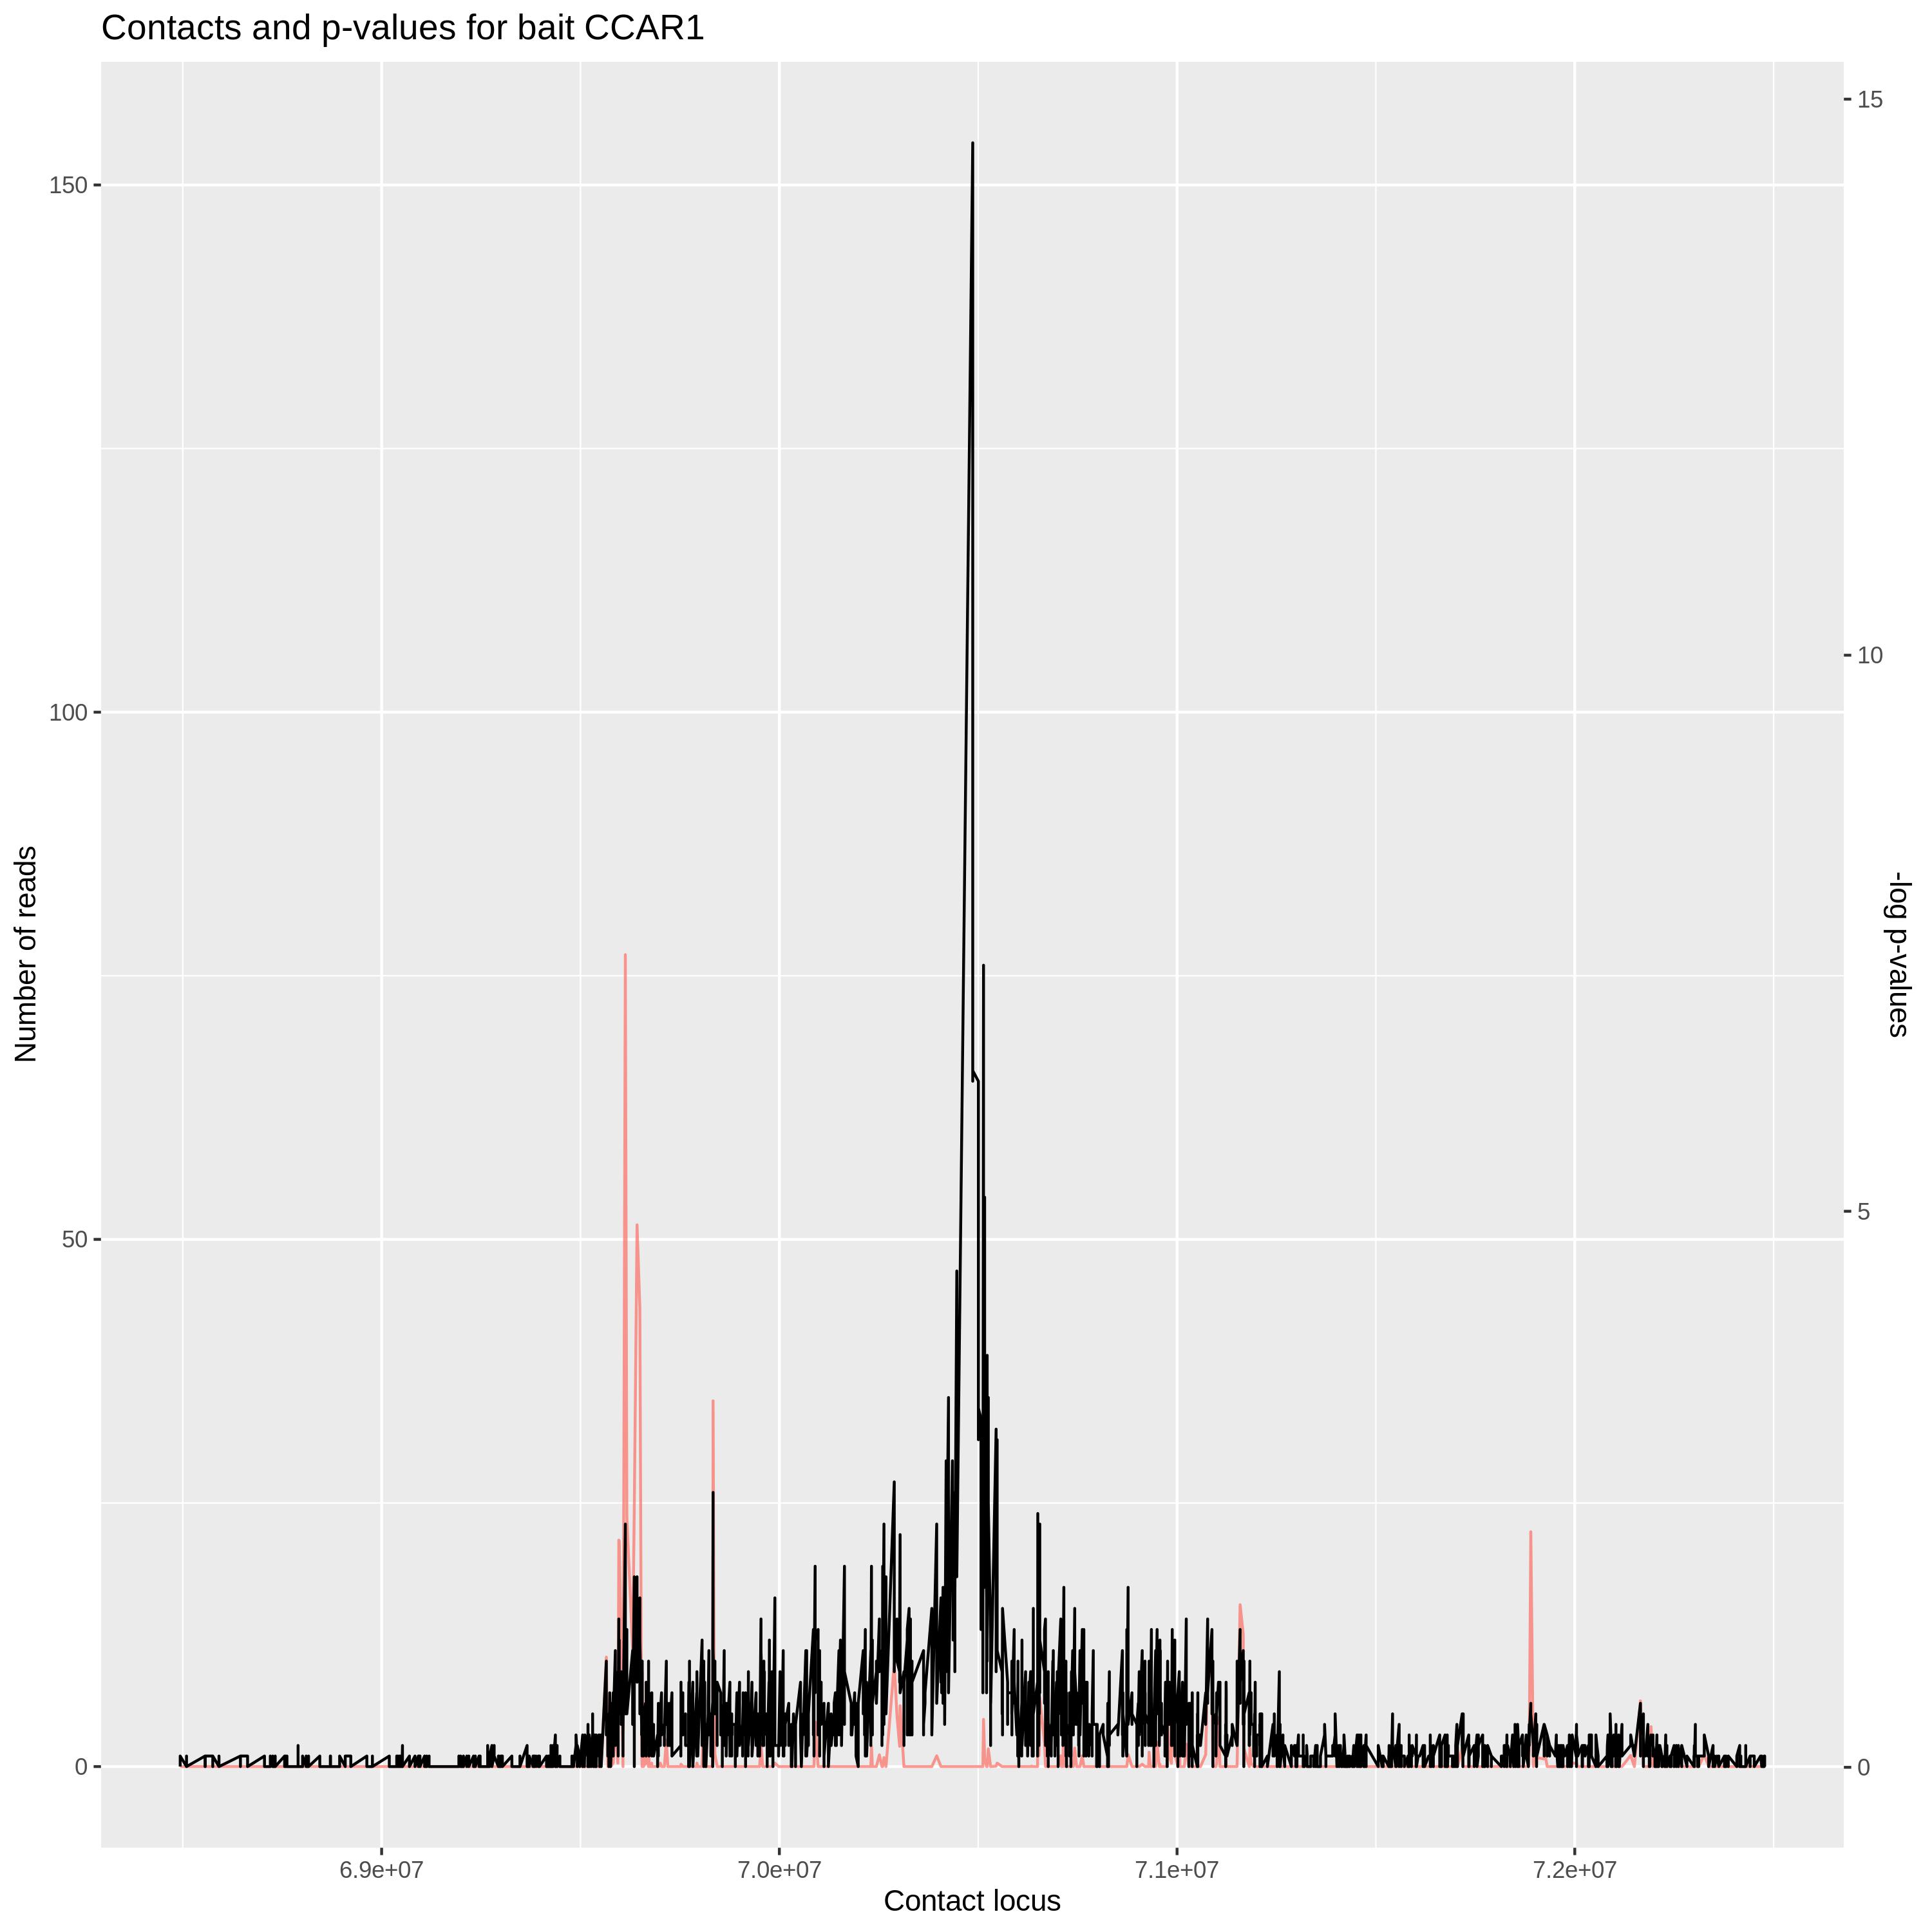 Contacts and p-values for bait CCAR1
150
100
50
0
15
10
5
0
Number of reads
-log p-values
6.9e+07
7.0e+07
7.1e+07
7.2e+07
Contact locus